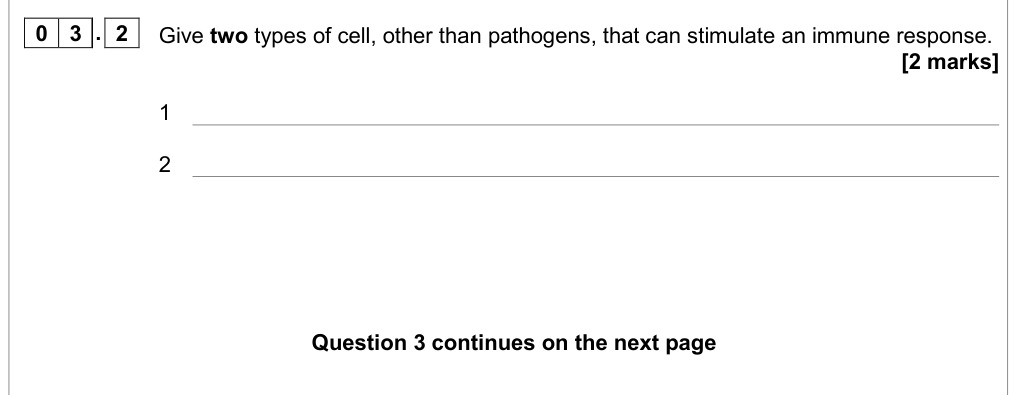 0 3 . 2 Give two types of cell, other than pathogens, that can stimulate an immune response.
[2 marks]
1
2
Question 3 continues on the next page